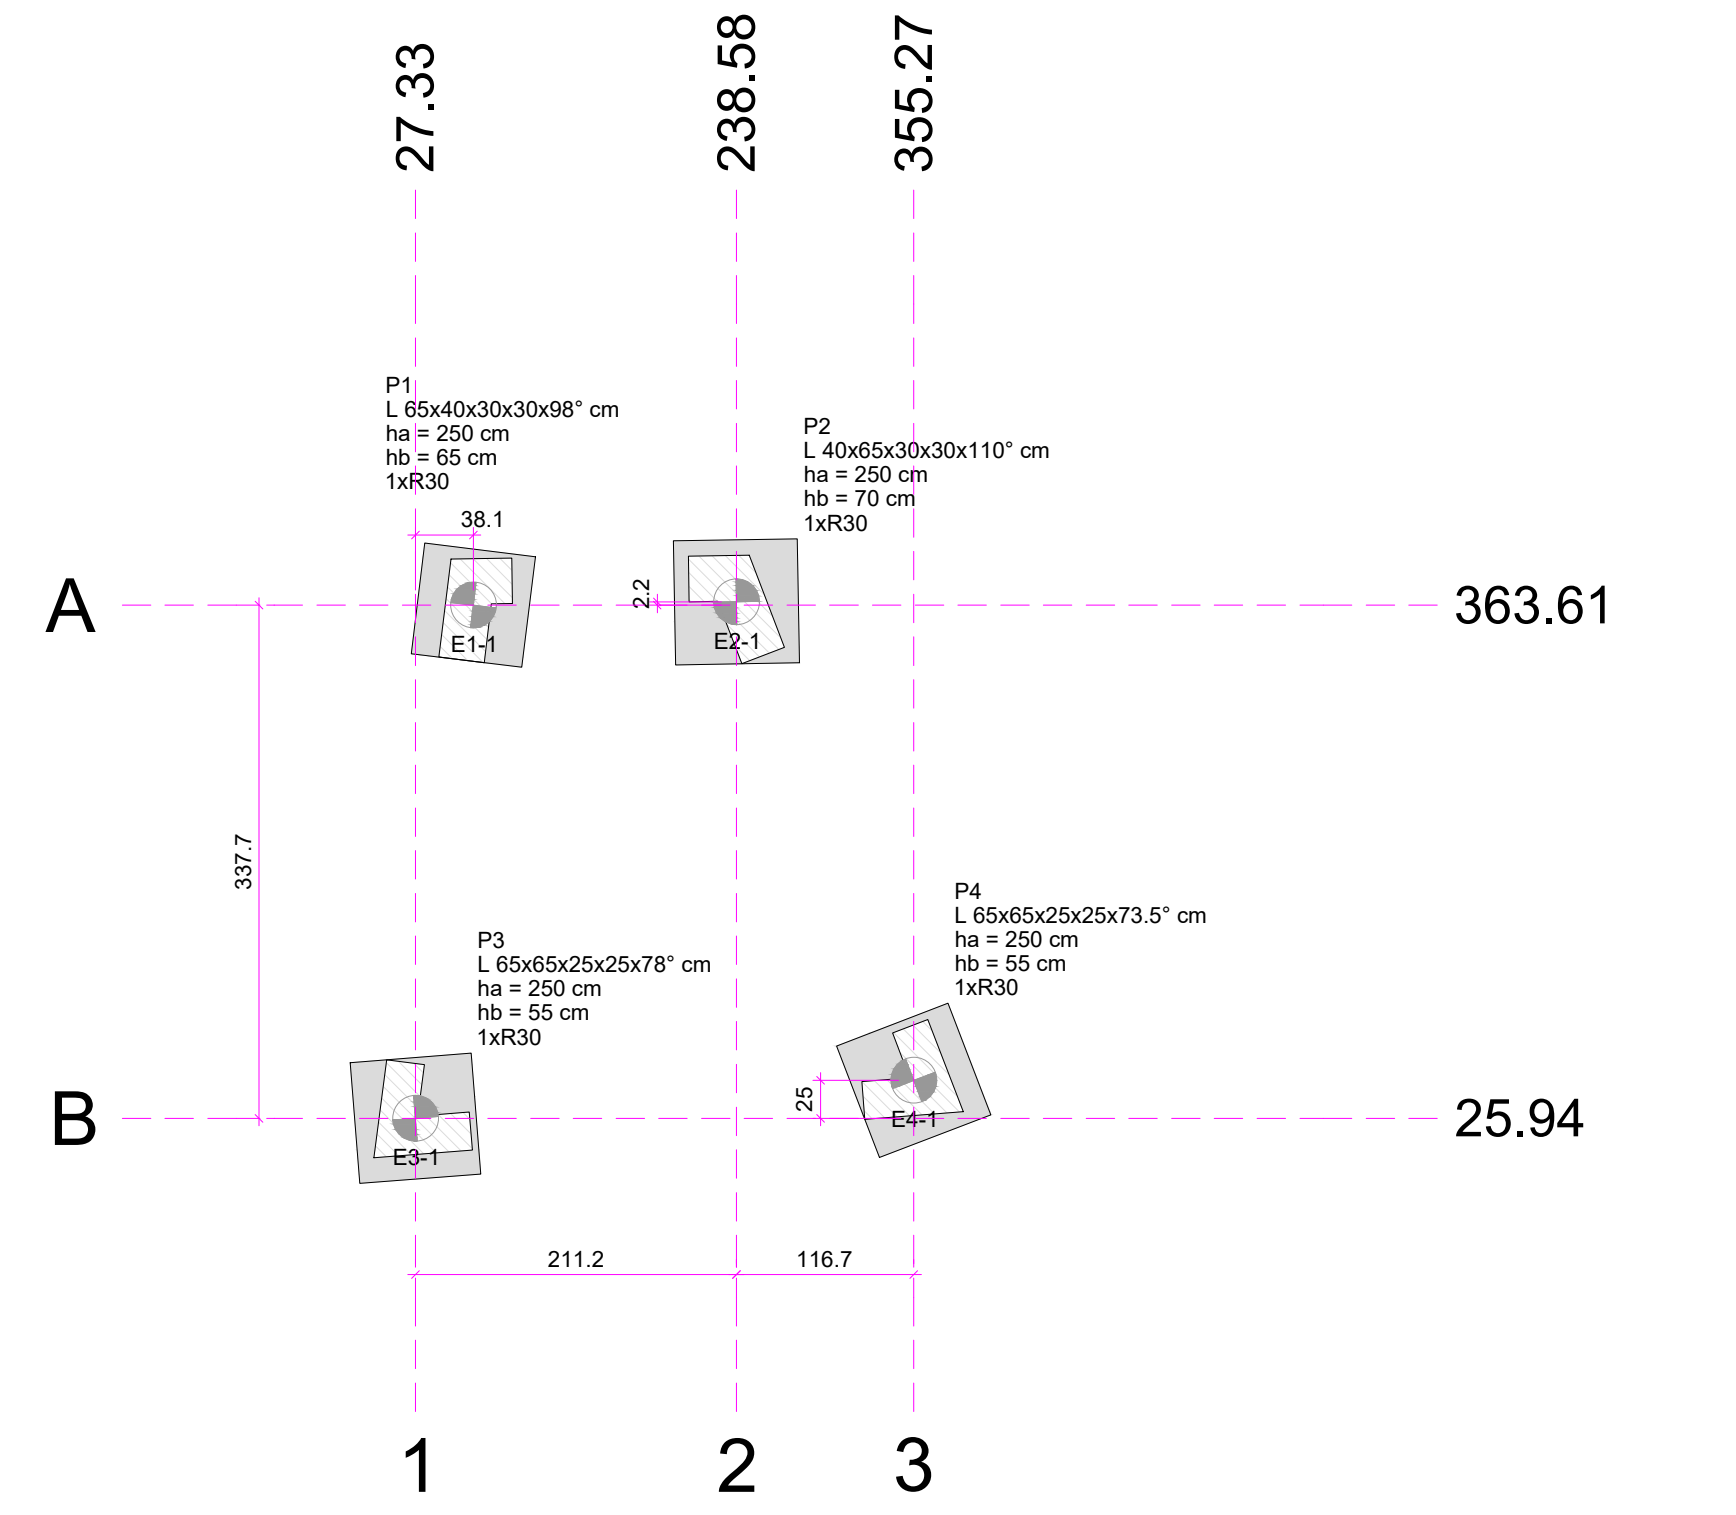 27.33
238.58
355.27
P1
L 65x40x30x30x98° cm
ha = 250 cm
hb = 65 cm
1xR30
P2
L 40x65x30x30x110° cm
ha = 250 cm
hb = 70 cm
1xR30
38.1
2.2
A
363.61
E1-1
E2-1
337.7
P4
L 65x65x25x25x73.5° cm
ha = 250 cm
hb = 55 cm
1xR30
P3
L 65x65x25x25x78° cm
ha = 250 cm
hb = 55 cm
1xR30
25
B
25.94
E4-1
E3-1
211.2
116.7
1
2
3